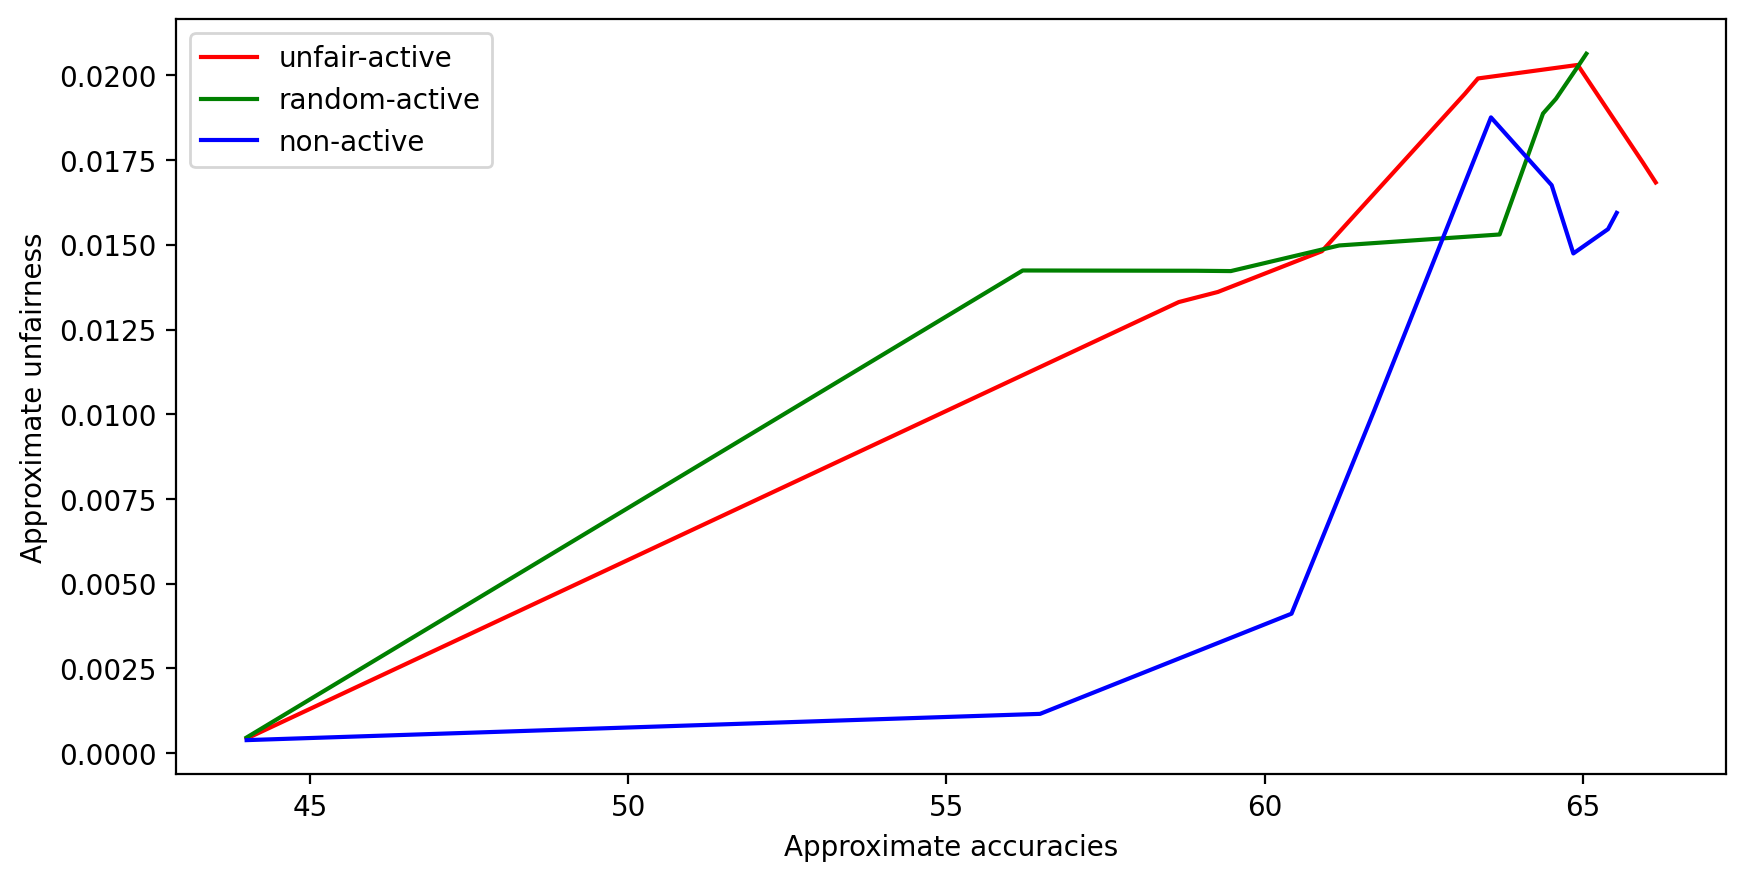 unfair-active
random-active
non-active
0.0200
0.0175
0.0150
0.0125
0.0100
0.0075
0.0050
0.0025
0.0000
Approximate unfairness
45 50 55 60 65
Approximate accuracies